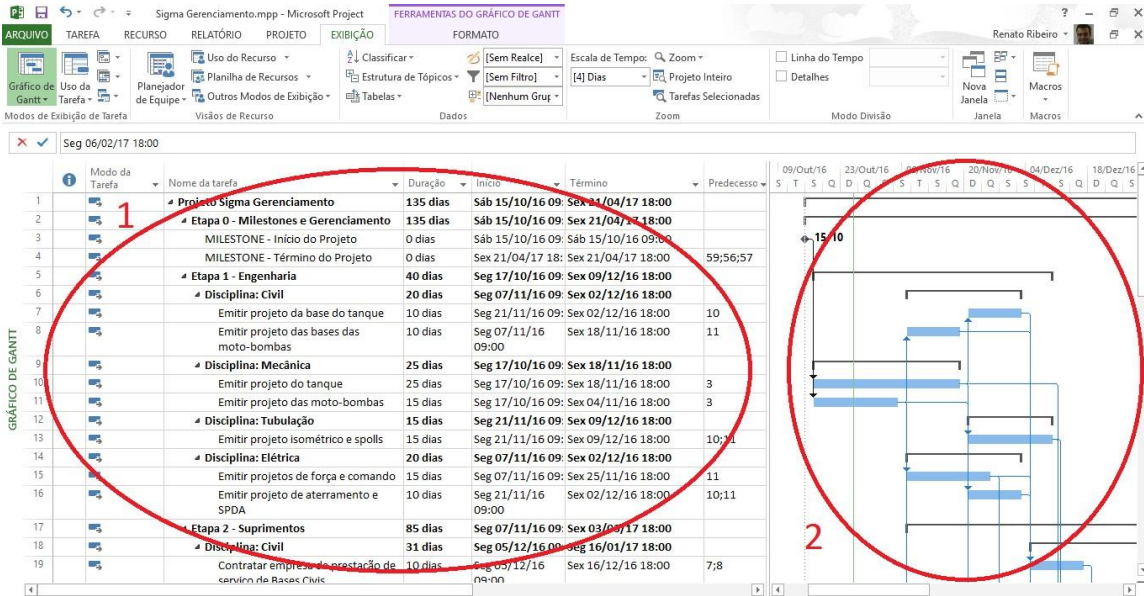 Sigma Gerenciamento.mpp - Microsoft Project
FERRAMENTAS DO GRÁFICO DE GANTT
ARQUIVO TAREFA RECURSO RELATÓRIO PROJETO EXIBIÇÃO FORMATO
Renato Ribeiro
Gráfico de Gantt
Uso da Tarefa
Modos de Exibição de Tarefa
Planejador de Equipe
Uso do Recurso
Planilha de Recursos
Outros Modos de Exibição
Visões de Recurso
Classificar
Estrutura de Tópicos
Tabelas
[Sem Realce]
[Sem Filtro]
[Nenhum Grup
Dados
Escala de Tempo:
[4] Dias
Zoom
Projeto Inteiro
Tarefas Selecionadas
Zoom
Linha do Tempo
Detalhes
Modo Divisão
Nova Janela
Janela
Macros
Macros
Seg 06/02/17 18:00
Modo da Tarefa Nome da tarefa Duração Início Término Predecesso
09/Out/16 23/Out/16 06/Nov/16 20/Nov/16 04/Dez/16 18/Dez/16
S T S Q D Q S S T S Q D Q S S T S Q D Q S
GRÁFICO DE GANTT
1 Projeto Sigma Gerenciamento 135 dias Sáb 15/10/16 09: Sex 21/04/17 18:00
2 Etapa 0 - Milestones e Gerenciamento 135 dias Sáb 15/10/16 09: Sex 21/04/17 18:00
3 MILESTONE - Início do Projeto 0 dias Sáb 15/10/16 09: Sáb 15/10/16 09:00
15/10
4 MILESTONE - Término do Projeto 0 dias Sex 21/04/17 18: Sex 21/04/17 18:00 59;56;57
5 Etapa 1 - Engenharia 40 dias Seg 17/10/16 09: Sex 09/12/16 18:00
6 Disciplina: Civil 20 dias Seg 07/11/16 09: Sex 02/12/16 18:00
7 Emitir projeto da base do tanque 10 dias Seg 21/11/16 09: Sex 02/12/16 18:00 10
8 Emitir projeto das bases das 10 dias Seg 07/11/16 Sex 18/11/16 18:00 11
moto-bombas 09:00
9 Disciplina: Mecânica 25 dias Seg 17/10/16 09: Sex 18/11/16 18:00
10 Emitir projeto do tanque 25 dias Seg 17/10/16 09: Sex 18/11/16 18:00 3
11 Emitir projeto das moto-bombas 15 dias Seg 17/10/16 09: Sex 04/11/16 18:00 3
12 Disciplina: Tubulação 15 dias Seg 21/11/16 09: Sex 09/12/16 18:00
13 Emitir projeto isométrico e spolls 15 dias Seg 21/11/16 09: Sex 09/12/16 18:00 10;11
14 Disciplina: Elétrica 20 dias Seg 07/11/16 09: Sex 02/12/16 18:00
15 Emitir projetos de força e comando 15 dias Seg 07/11/16 09: Sex 25/11/16 18:00 11
16 Emitir projeto de aterramento e 10 dias Seg 21/11/16 Sex 02/12/16 18:00 10;11
SPDA 09:00
17 Etapa 2 - Suprimentos 85 dias Seg 07/11/16 09: Sex 03/03/17 18:00
18 Disciplina: Civil 31 dias Seg 05/12/16 09: Seg 16/01/17 18:00
19 Contratar empresa de prestação de 10 dias Seg 05/12/16 Sex 16/12/16 18:00 7;8
serviço de Bases Civis 09:00
1
2